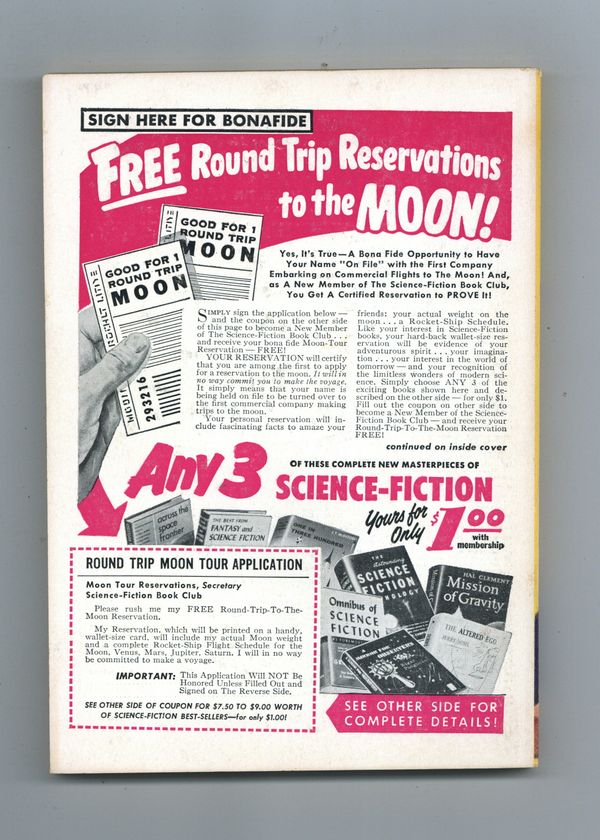 SIGN HERE FOR BONAFIDE
FREE Round Trip Reservations
to the MOON!
GOOD FOR 1
ROUND TRIP
MOON
GOOD FOR 1
ROUND TRIP
MOON
293216
Yes, It's True—A Bona Fide Opportunity to Have
Your Name "On File" with the First Company
Embarking on Commercial Flights to The Moon! And,
as A New Member of The Science-Fiction Book Club,
You Get A Certified Reservation to PROVE It!
SIMPLY sign the application below —
and the coupon on the other side
of this page to become a New Member
of The Science-Fiction Book Club . . .
and receive your bona fide Moon-Tour
Reservation — FREE!
YOUR RESERVATION will certify
that you are among the first to apply
for a reservation to the moon. It will in
no way commit you to make the voyage.
It simply means that your name is
being held on file to be turned over to
the first commercial company making
trips to the moon.
Your personal reservation will in-
clude fascinating facts to amaze your
friends: your actual weight on the
moon . . . a Rocket-Ship Schedule.
Like your interest in Science-Fiction
books, your hard-back wallet-size res-
ervation will be evidence of your
adventurous spirit . . . your imagina-
tion . . . your interest in the world of
tomorrow — and your recognition of
the limitless wonders of modern sci-
ence. Simply choose ANY 3 of the
exciting books shown here and de-
scribed on the other side — for only $1.
Fill out the coupon on other side to
become a New Member of the Science-
Fiction Book Club — and receive your
Round-Trip-To-The-Moon Reservation
FREE!
continued on inside cover
Any 3
OF THESE COMPLETE NEW MASTERPIECES OF
SCIENCE-FICTION
Yours for
Only
$1.00
with
membership
across the
space
frontier
THE BEST FROM
FANTASY and
SCIENCE FICTION
ONE IN
THREE HUNDRED
THE
Astounding
SCIENCE
FICTION
ANTHOLOGY
HAL CLEMENT
Mission
of Gravity
Omnibus of
SCIENCE
FICTION
THE ALTERED EGO
ROUND TRIP MOON TOUR APPLICATION
Moon Tour Reservations, Secretary
Science-Fiction Book Club
Please rush me my FREE Round-Trip-To-The-
Moon Reservation.
My Reservation, which will be printed on a handy,
wallet-size card, will include my actual Moon weight
and a complete Rocket-Ship Flight Schedule for the
Moon, Venus, Mars, Jupiter, Saturn. I will in no way
be committed to make a voyage.
IMPORTANT: This Application Will NOT Be
Honored Unless Filled Out and
Signed on The Reverse Side.
SEE OTHER SIDE OF COUPON FOR $7.50 TO $9.00 WORTH
OF SCIENCE-FICTION BEST-SELLERS—for only $1.00!
SEE OTHER SIDE FOR
COMPLETE DETAILS!